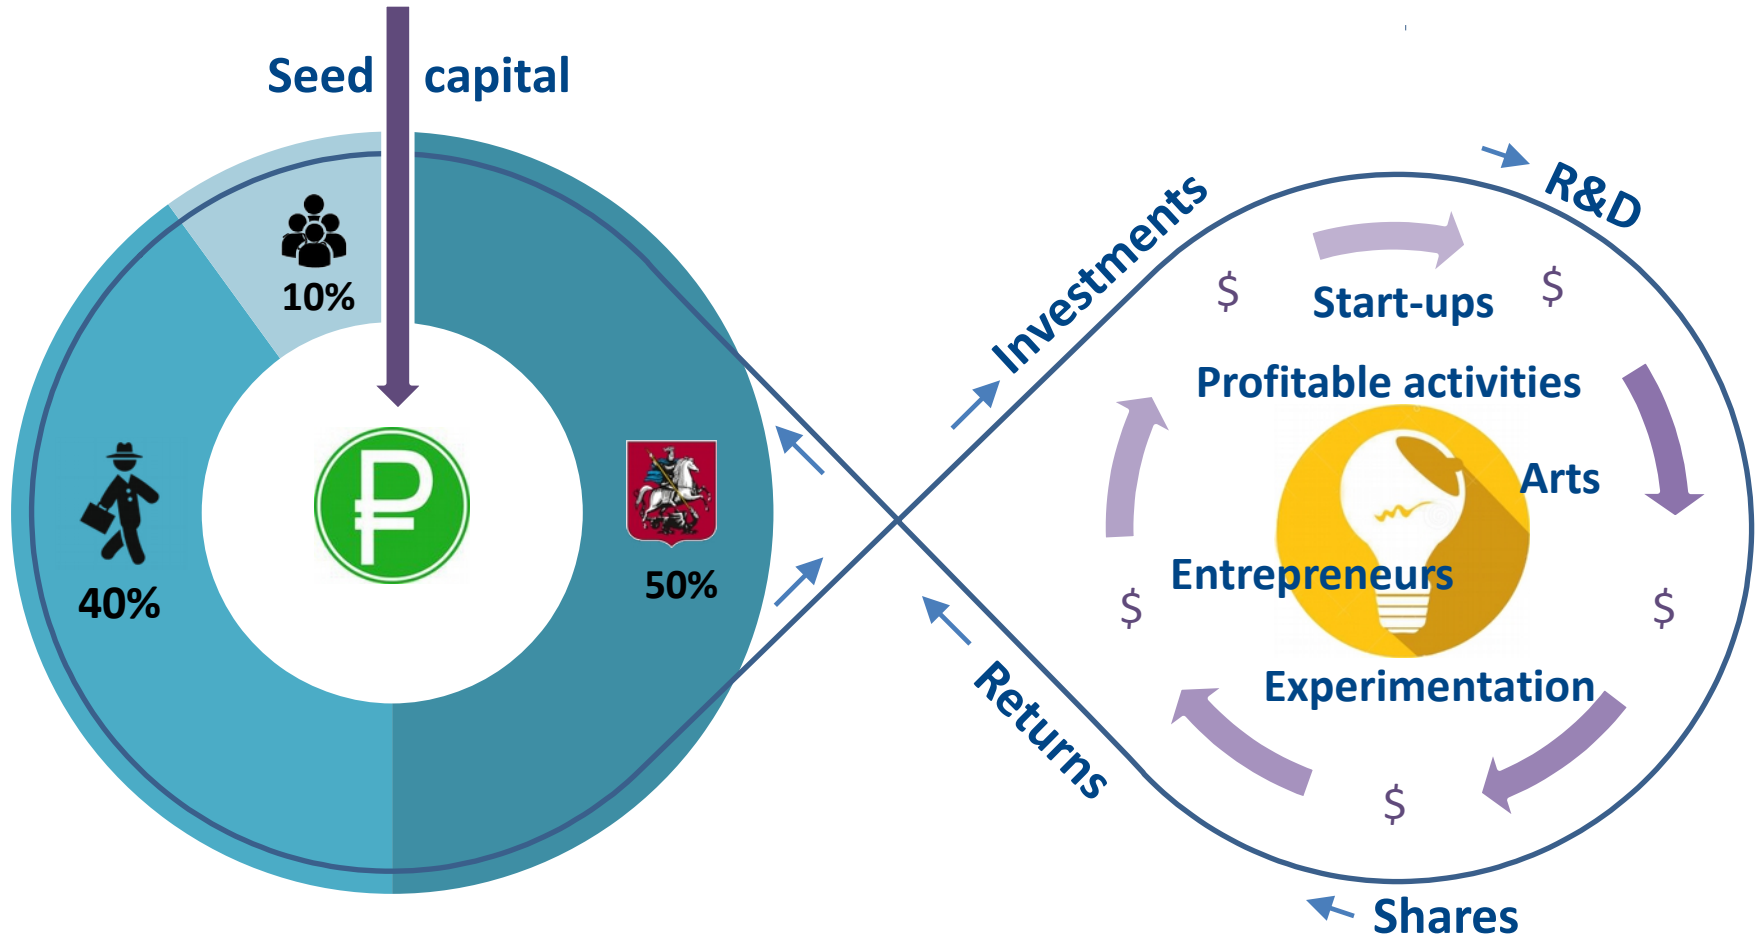 Seed capital
10%
40%
50%
Investments
R&D
$
$
Start-ups
Profitable activities
Arts
Entrepreneurs
$
$
Experimentation
Returns
$
Shares